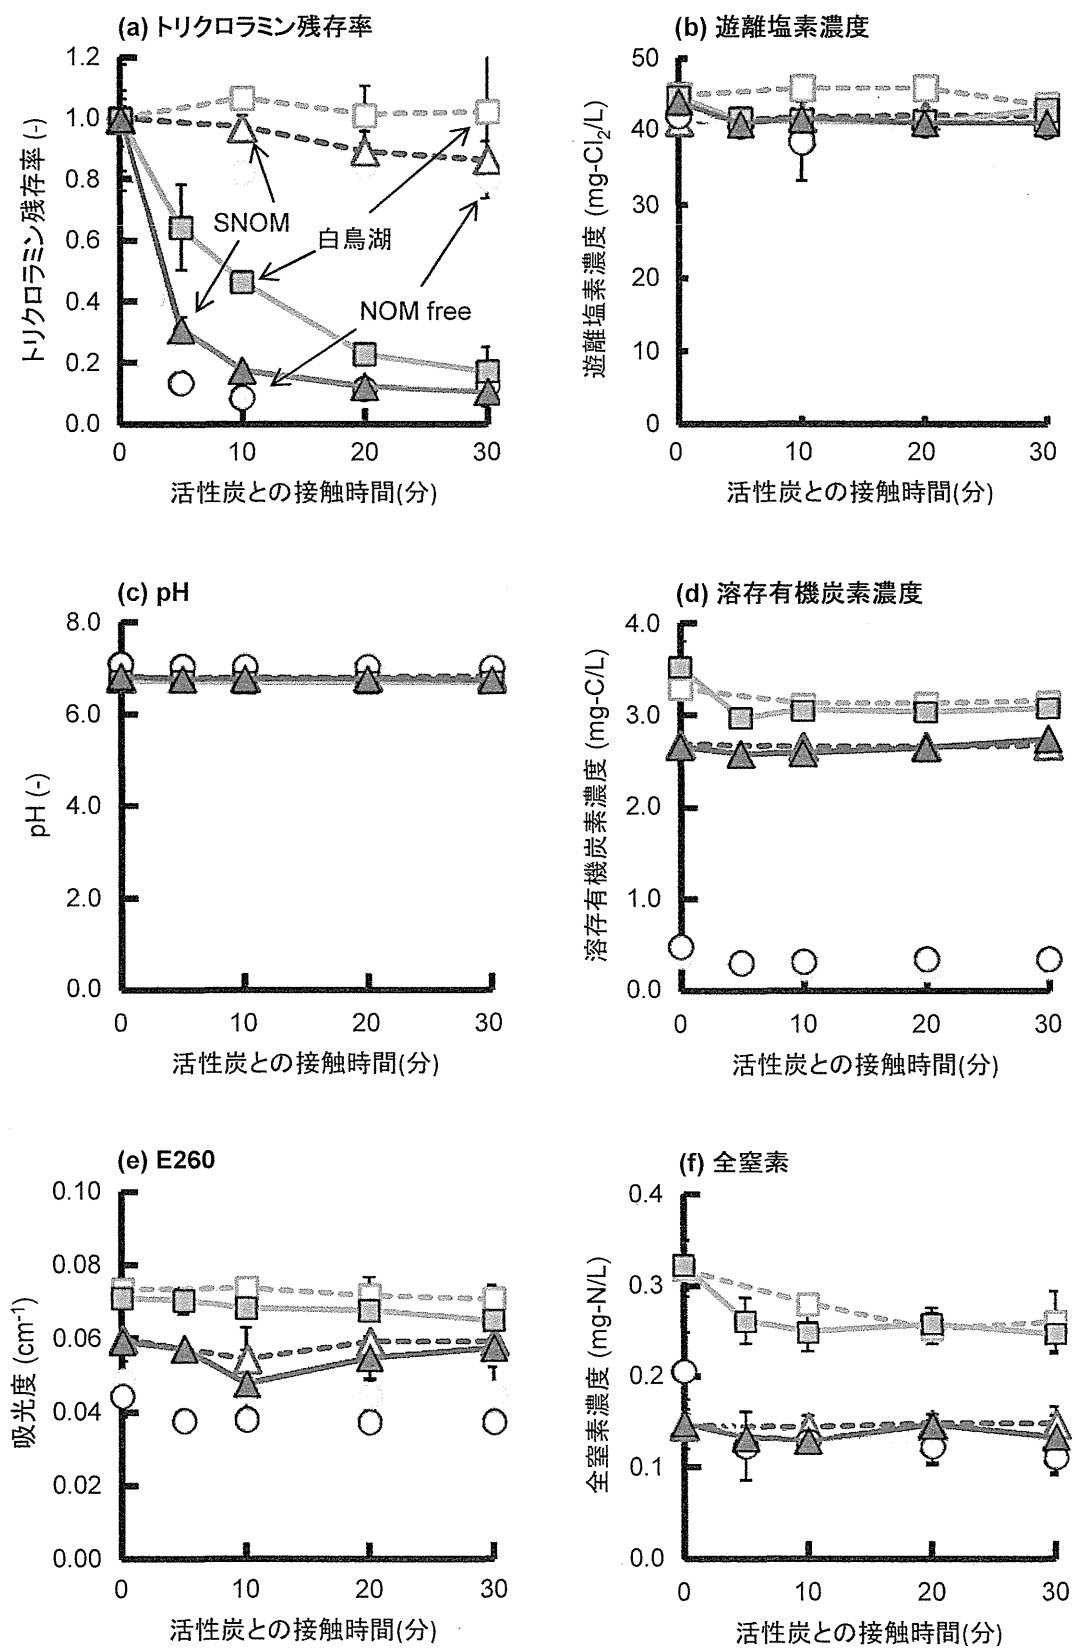 (a) トリクロラミン残存率
1.2
1.0
0.8
0.6
0.4
0.2
0.0
トリクロラミン残存率 (-)
SNOM
白鳥湖
NOM free
0 10 20 30
活性炭との接触時間(分)
(b) 遊離塩素濃度
50
40
30
20
10
0
遊離塩素濃度 (mg-Cl₂/L)
0 10 20 30
活性炭との接触時間(分)
(c) pH
8.0
6.0
4.0
2.0
0.0
pH (-)
0 10 20 30
活性炭との接触時間(分)
(d) 溶存有機炭素濃度
4.0
3.0
2.0
1.0
0.0
溶存有機炭素濃度 (mg-C/L)
0 10 20 30
活性炭との接触時間(分)
(e) E260
0.10
0.08
0.06
0.04
0.02
0.00
吸光度 (cm⁻¹)
0 10 20 30
活性炭との接触時間(分)
(f) 全窒素
0.4
0.3
0.2
0.1
0.0
全窒素濃度 (mg-N/L)
0 10 20 30
活性炭との接触時間(分)